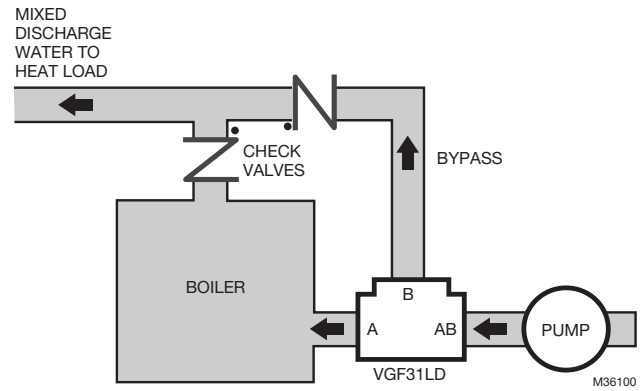 MIXED
DISCHARGE
WATER TO
HEAT LOAD
CHECK
VALVES
BYPASS
BOILER
B
A
AB
PUMP
VGF31LD
M36100